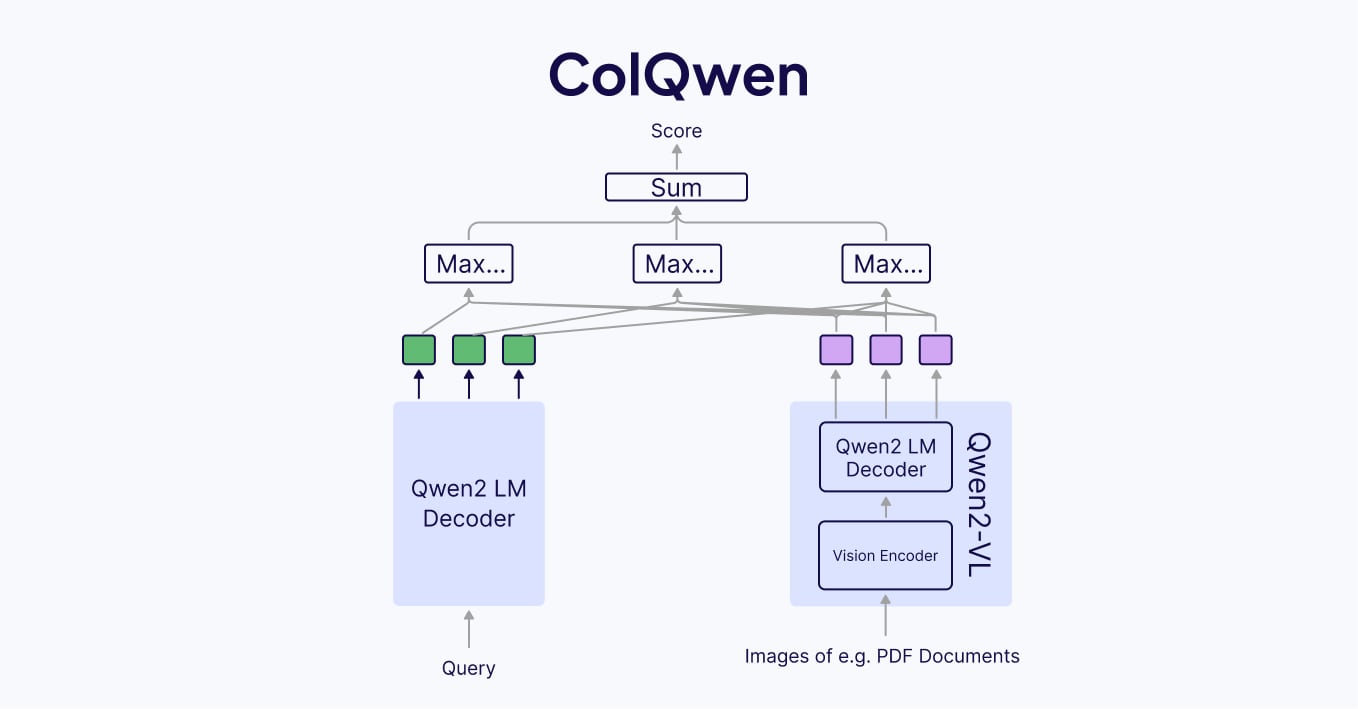 ColQwen
Score
Sum
Max...
Max...
Max...
Qwen2 LM
Decoder
Query
Qwen2 LM
Decoder
Vision Encoder
Qwen2-VL
Images of e.g. PDF Documents